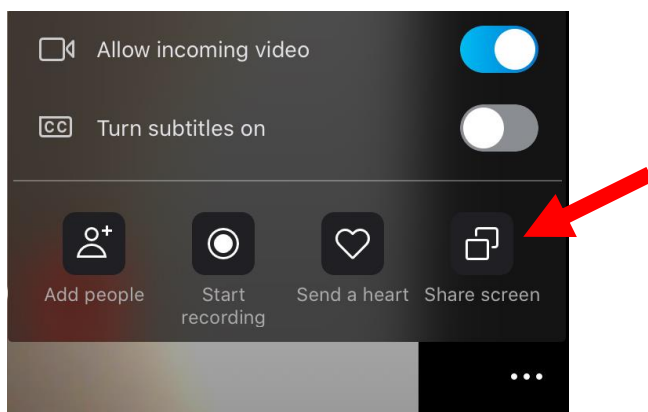 Allow incoming video
CC Turn subtitles on
Add people Start Send a heart Share screen
recording